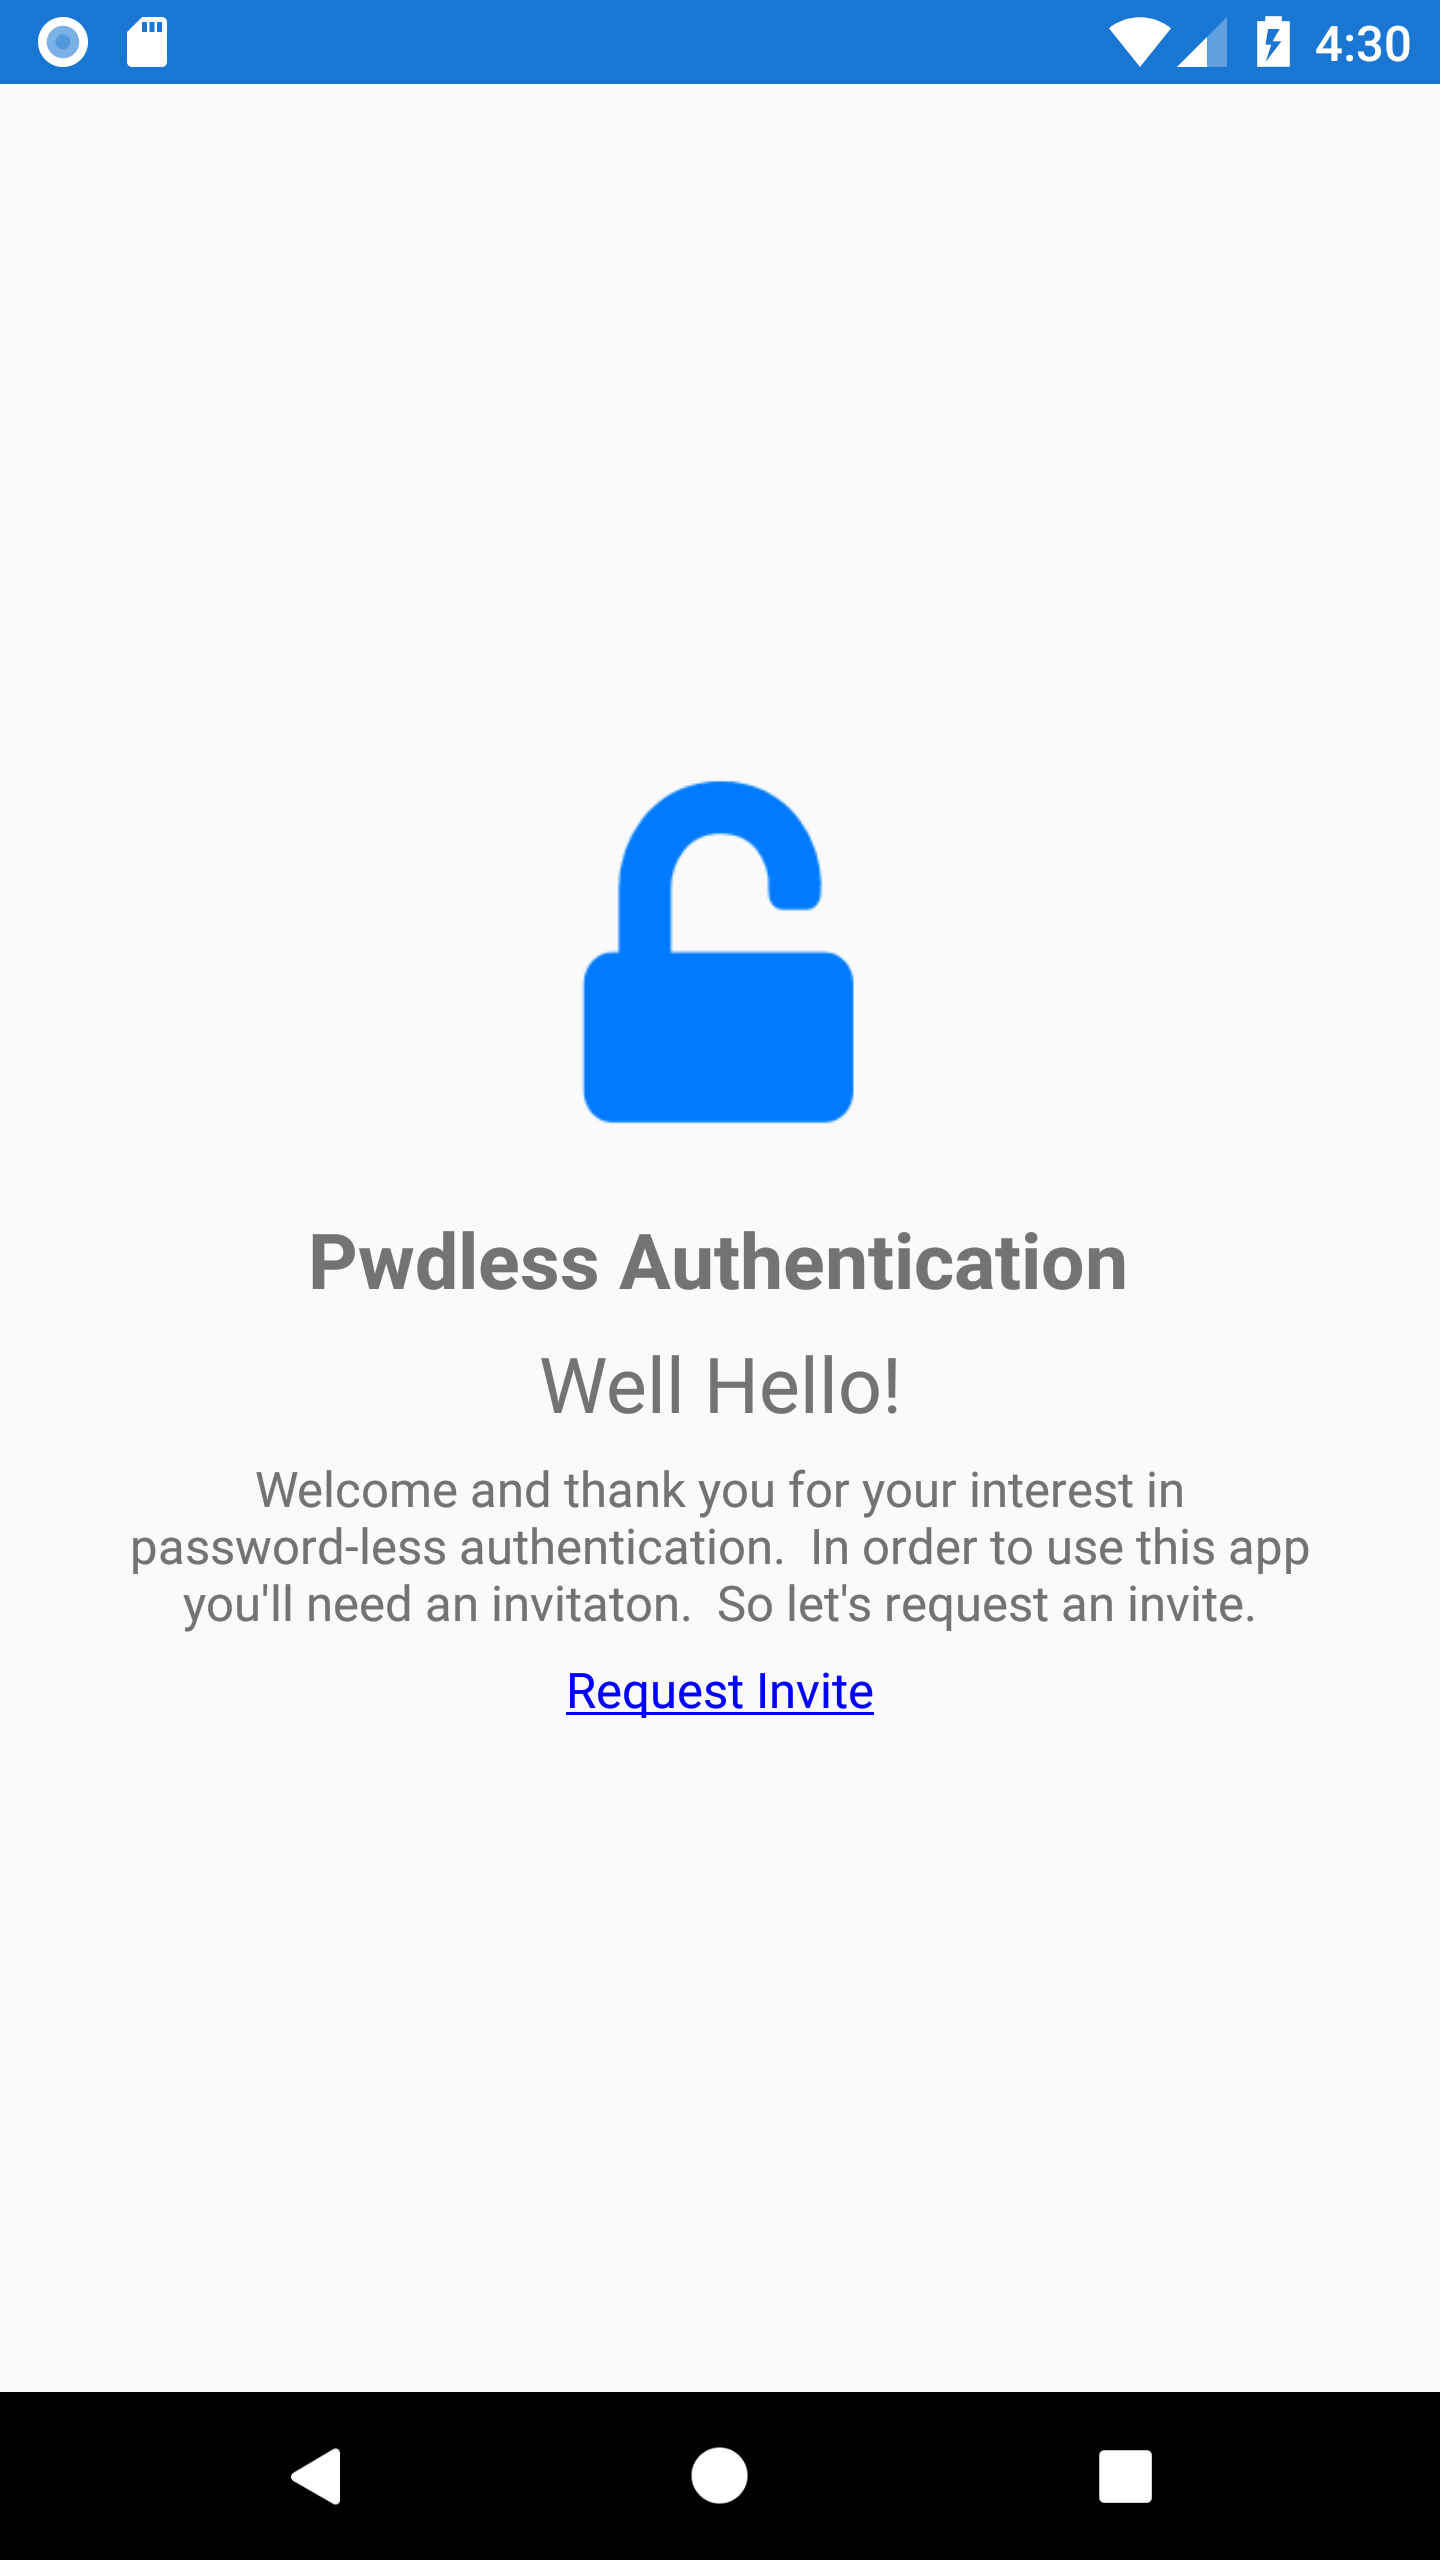 4:30
Pwdless Authentication
Well Hello!
Welcome and thank you for your interest in
password-less authentication.  In order to use this app
you'll need an invitaton.  So let's request an invite.
Request Invite